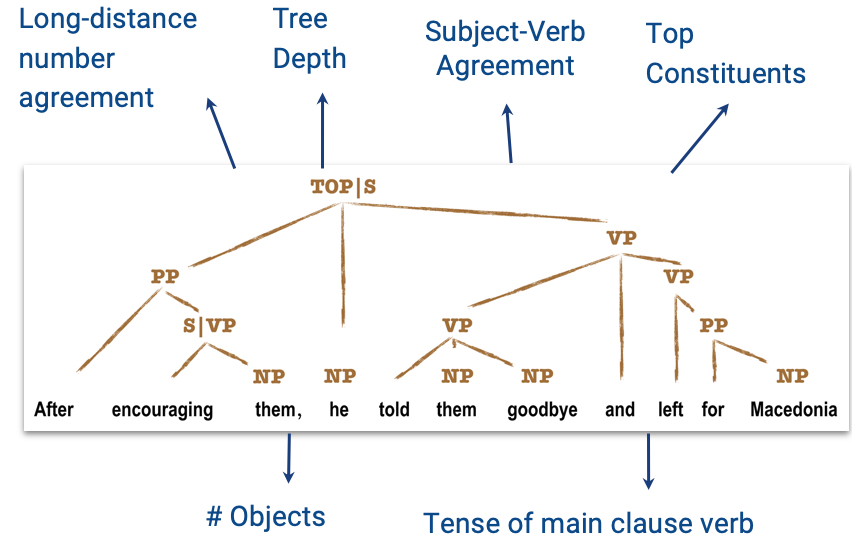 Long-distance
number
agreement
Tree
Depth
Subject-Verb
Agreement
Top
Constituents
TOP|S
VP
PP
VP
S|VP
VP
PP
NP
NP
NP
NP
NP
After encouraging them, he told them goodbye and left for Macedonia
# Objects
Tense of main clause verb